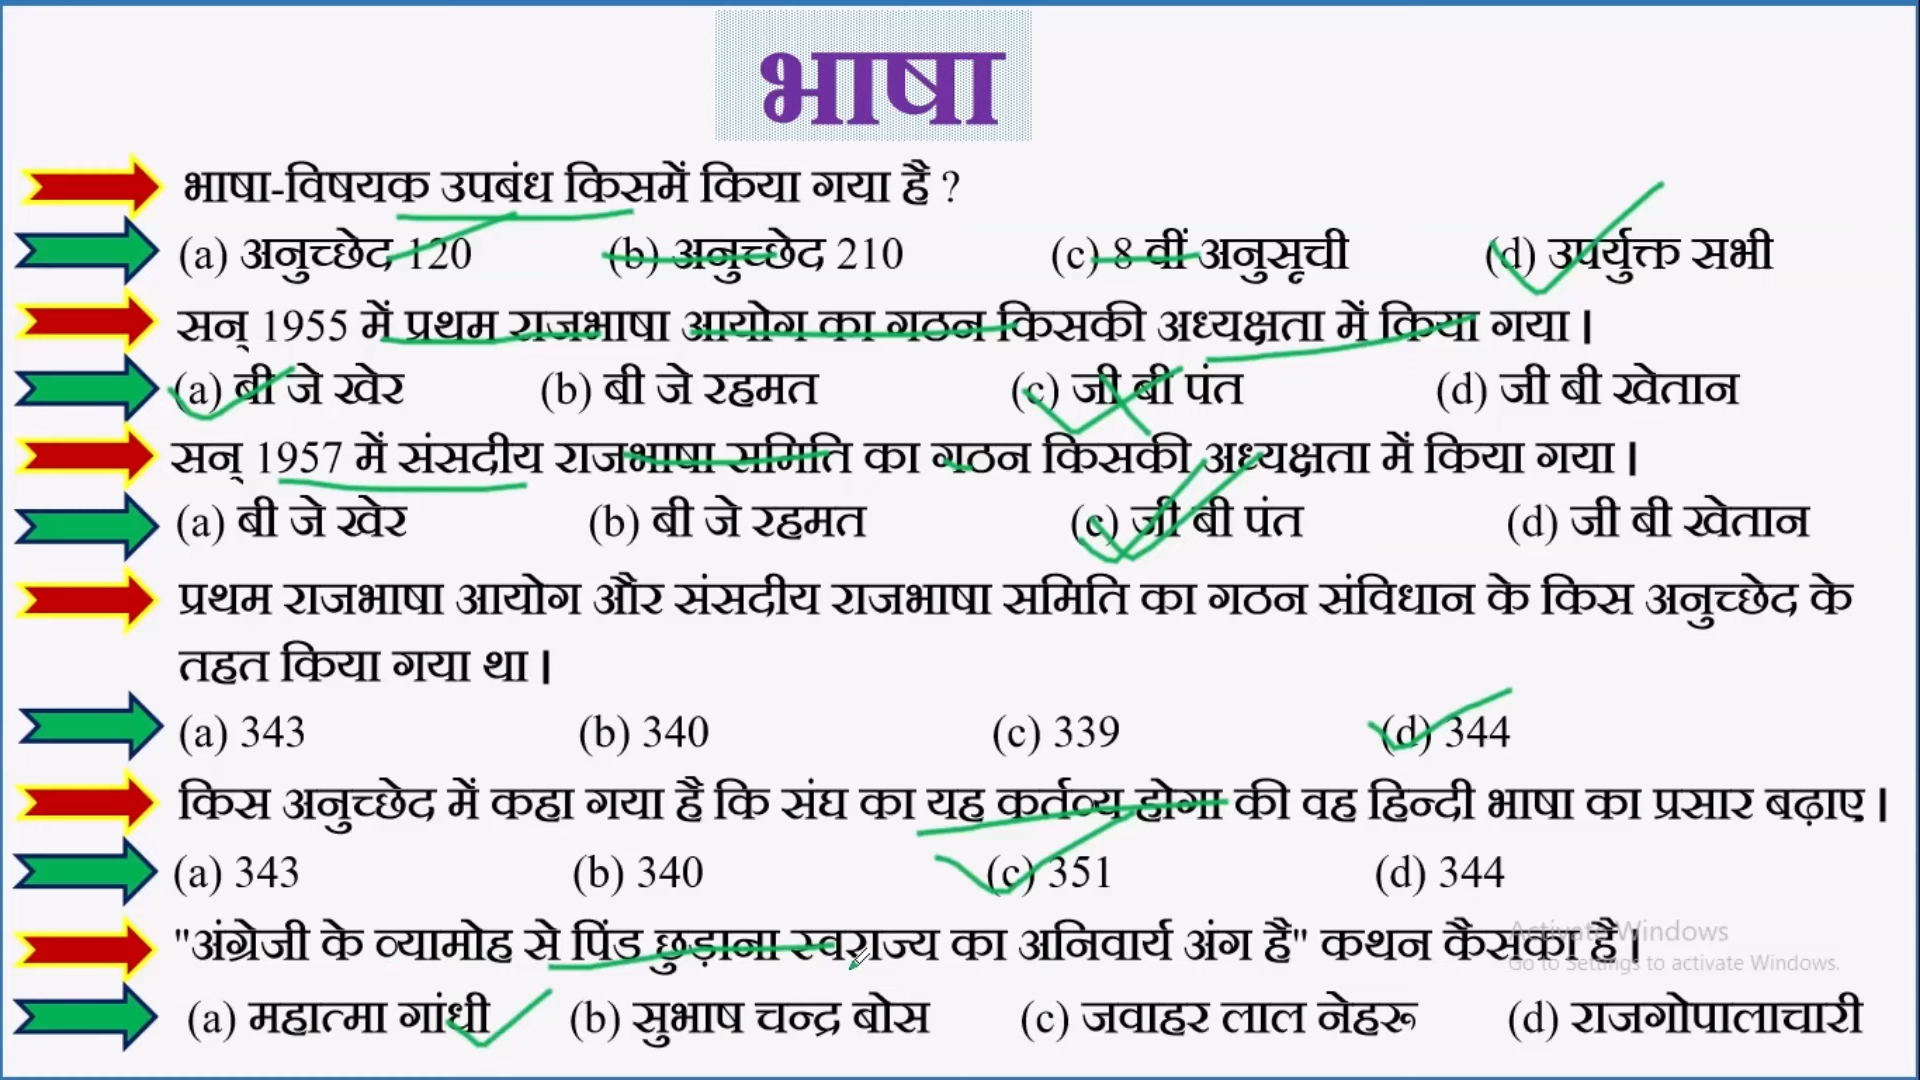 भाषा
भाषा-विषयक उपबंध किसमें किया गया है ?
(a) अनुच्छेद 120 (b) अनुच्छेद 210 (c) 8 वीं अनुसूची (d) उपर्युक्त सभी
सन् 1955 में प्रथम राजभाषा आयोग का गठन किसकी अध्यक्षता में किया गया।
(a) बी जे खेर (b) बी जे रहमत (c) जी बी पंत (d) जी बी खेतान
सन् 1957 में संसदीय राजभाषा समिति का गठन किसकी अध्यक्षता में किया गया।
(a) बी जे खेर (b) बी जे रहमत (c) जी बी पंत (d) जी बी खेतान
प्रथम राजभाषा आयोग और संसदीय राजभाषा समिति का गठन संविधान के किस अनुच्छेद के
तहत किया गया था।
(a) 343 (b) 340 (c) 339 (d) 344
किस अनुच्छेद में कहा गया है कि संघ का यह कर्तव्य होगा की वह हिन्दी भाषा का प्रसार बढ़ाए।
(a) 343 (b) 340 (c) 351 (d) 344
"अंग्रेजी के व्यामोह से पिंड छुड़ाना स्वराज्य का अनिवार्य अंग है" कथन कैसका है।
Activate Windows
Go to Settings to activate Windows.
(a) महात्मा गांधी (b) सुभाष चन्द्र बोस (c) जवाहर लाल नेहरू (d) राजगोपालाचारी